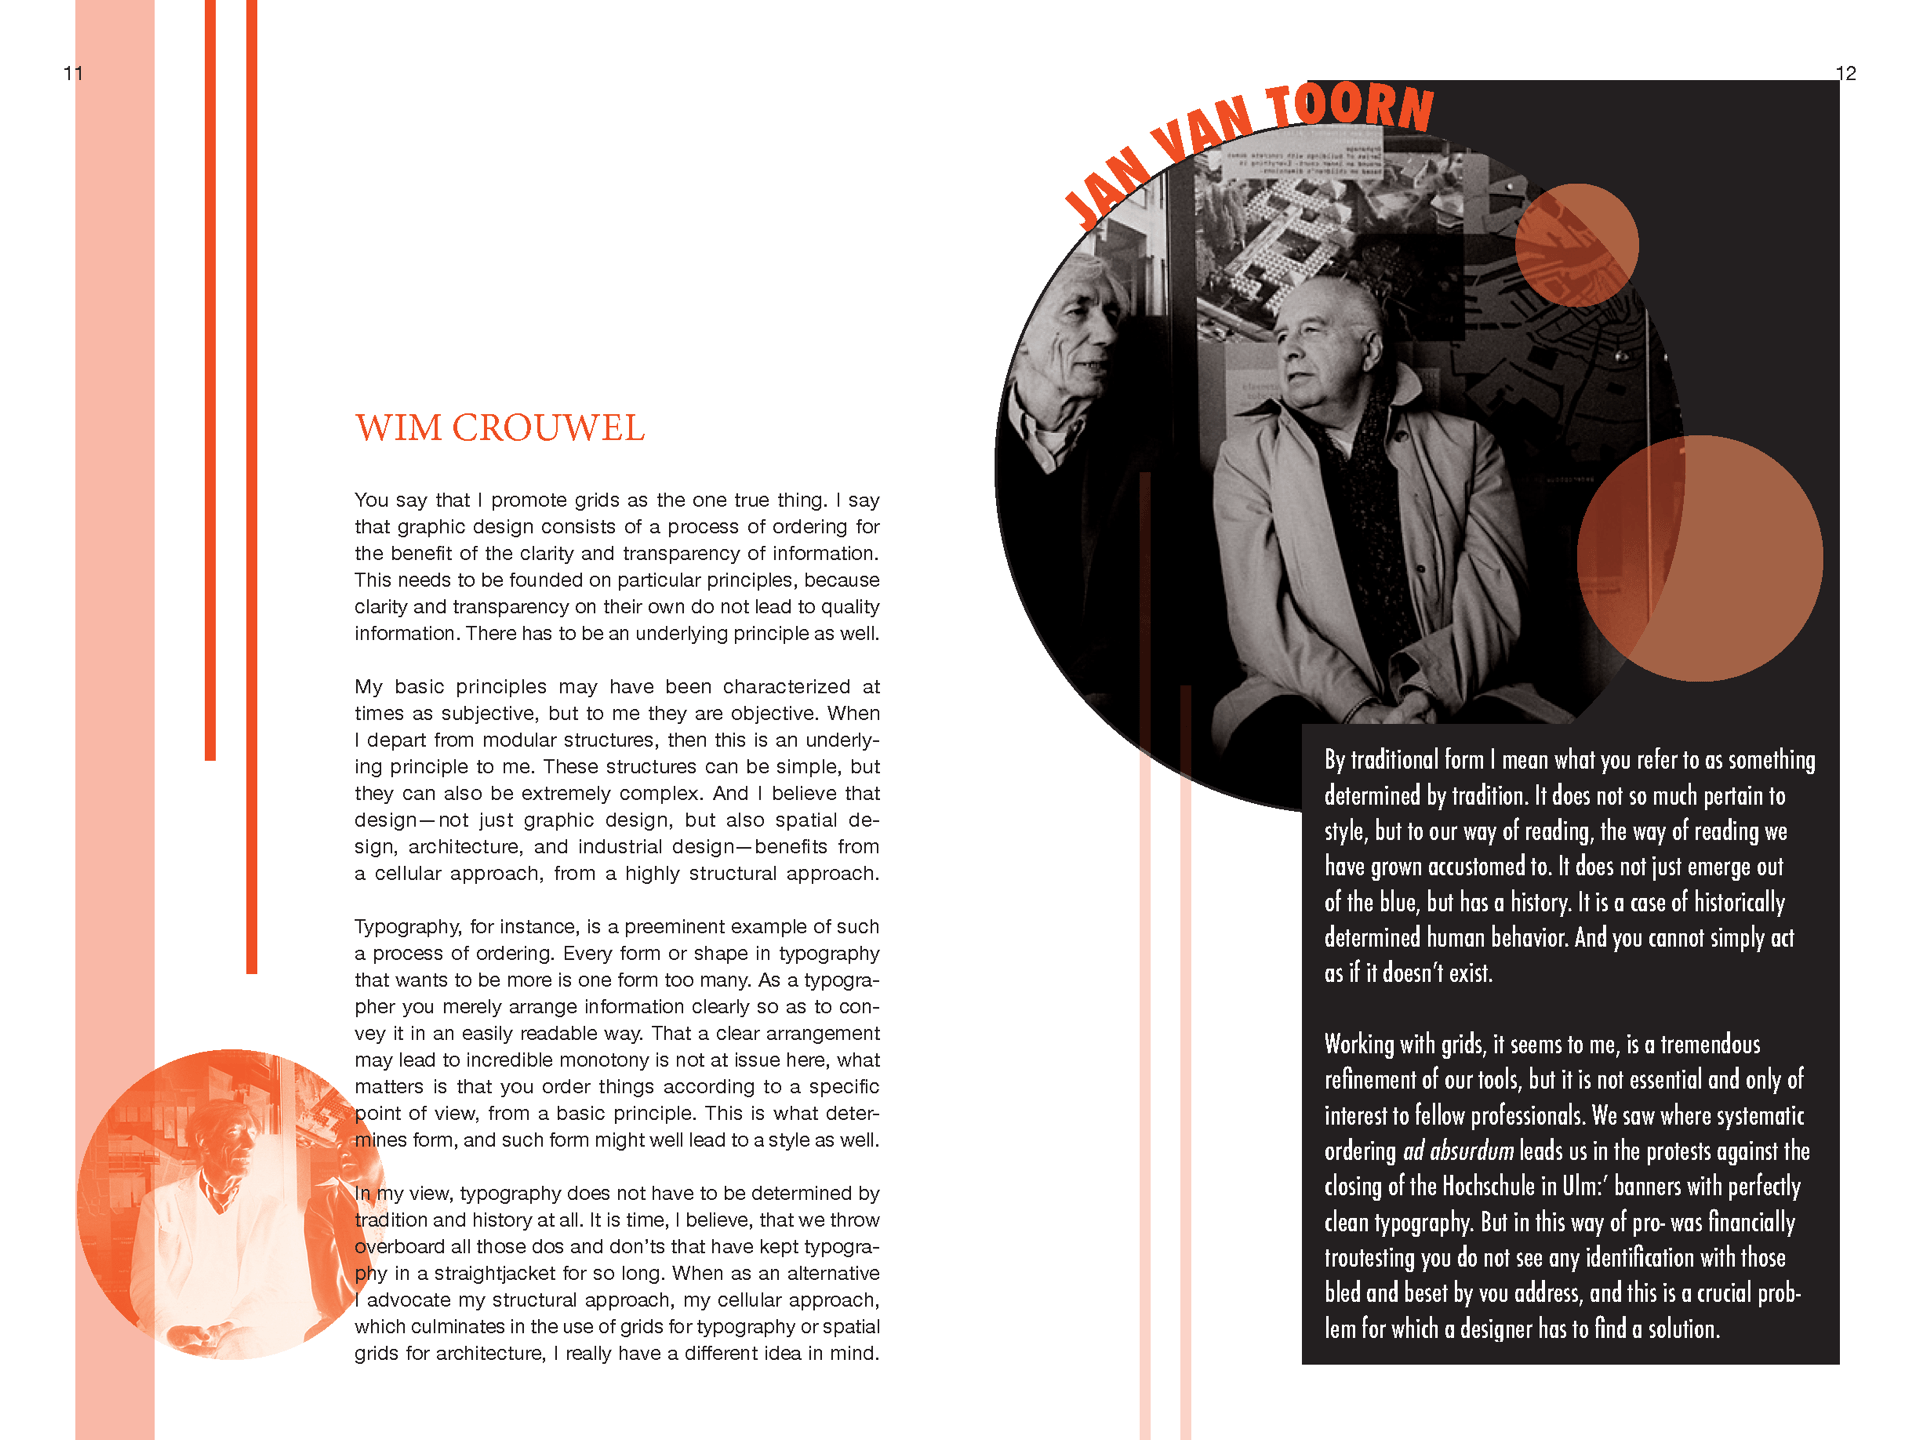 11
WIM CROUWEL
You say that I promote grids as the one true thing. I say
that graphic design consists of a process of ordering for
the benefit of the clarity and transparency of information.
This needs to be founded on particular principles, because
clarity and transparency on their own do not lead to quality
information. There has to be an underlying principle as well.
My basic principles may have been characterized at
times as subjective, but to me they are objective. When
I depart from modular structures, then this is an underly-
ing principle to me. These structures can be simple, but
they can also be extremely complex. And I believe that
design—not just graphic design, but also spatial de-
sign, architecture, and industrial design—benefits from
a cellular approach, from a highly structural approach.
Typography, for instance, is a preeminent example of such
a process of ordering. Every form or shape in typography
that wants to be more is one form too many. As a typogra-
pher you merely arrange information clearly so as to con-
vey it in an easily readable way. That a clear arrangement
may lead to incredible monotony is not at issue here, what
matters is that you order things according to a specific
point of view, from a basic principle. This is what deter-
mines form, and such form might well lead to a style as well.
In my view, typography does not have to be determined by
tradition and history at all. It is time, I believe, that we throw
overboard all those dos and don'ts that have kept typogra-
phy in a straightjacket for so long. When as an alternative
I advocate my structural approach, my cellular approach,
which culminates in the use of grids for typography or spatial
grids for architecture, I really have a different idea in mind.
12
JAN VAN TOORN
By traditional form I mean what you refer to as something
determined by tradition. It does not so much pertain to
style, but to our way of reading, the way of reading we
have grown accustomed to. It does not just emerge out
of the blue, but has a history. It is a case of historically
determined human behavior. And you cannot simply act
as if it doesn't exist.
Working with grids, it seems to me, is a tremendous
refinement of our tools, but it is not essential and only of
interest to fellow professionals. We saw where systematic
ordering ad absurdum leads us in the protests against the
closing of the Hochschule in Ulm:' banners with perfectly
clean typography. But in this way of pro- was financially
troutesting you do not see any identification with those
bled and beset by vou address, and this is a crucial prob-
lem for which a designer has to find a solution.